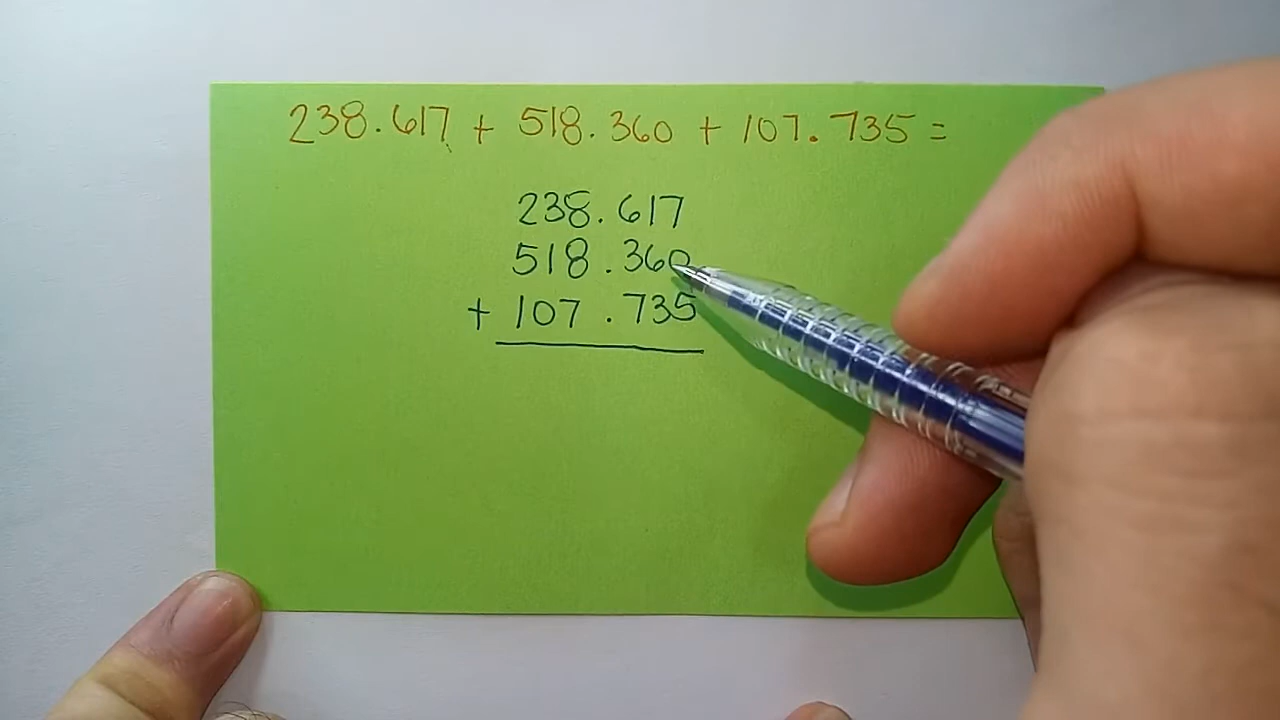 238.617 + 518.360 + 107.735 =
238.617
518.360
+ 107.735